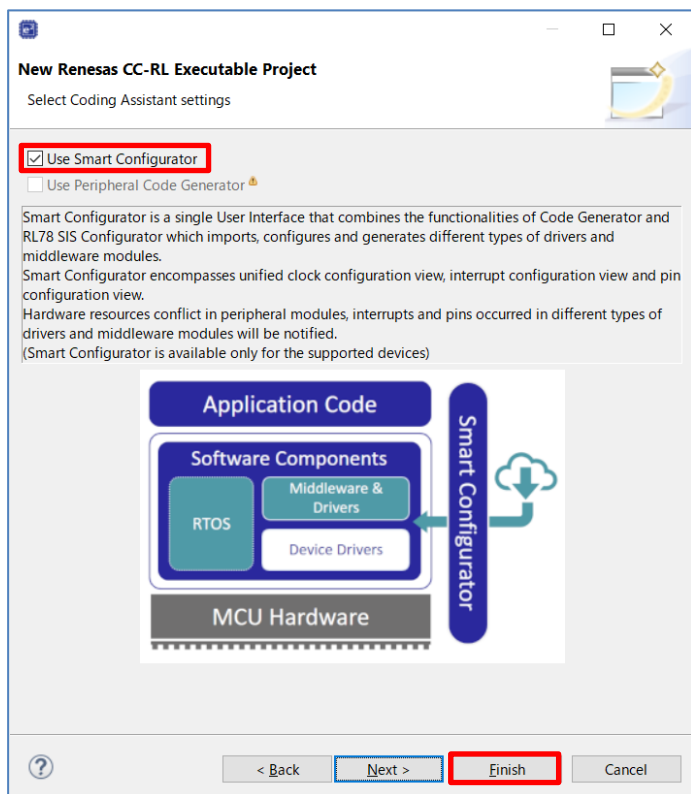 New Renesas CC-RL Executable Project
Select Coding Assistant settings
Use Smart Configurator
Use Peripheral Code Generator
Smart Configurator is a single User Interface that combines the functionalities of Code Generator and
RL78 SIS Configurator which imports, configures and generates different types of drivers and
middleware modules.
Smart Configurator encompasses unified clock configuration view, interrupt configuration view and pin
configuration view.
Hardware resources conflict in peripheral modules, interrupts and pins occurred in different types of
drivers and middleware modules will be notified.
(Smart Configurator is available only for the supported devices)
Application Code
Software Components
RTOS
Middleware &
Drivers
Device Drivers
MCU Hardware
Smart Configurator
?
< Back
Next >
Finish
Cancel